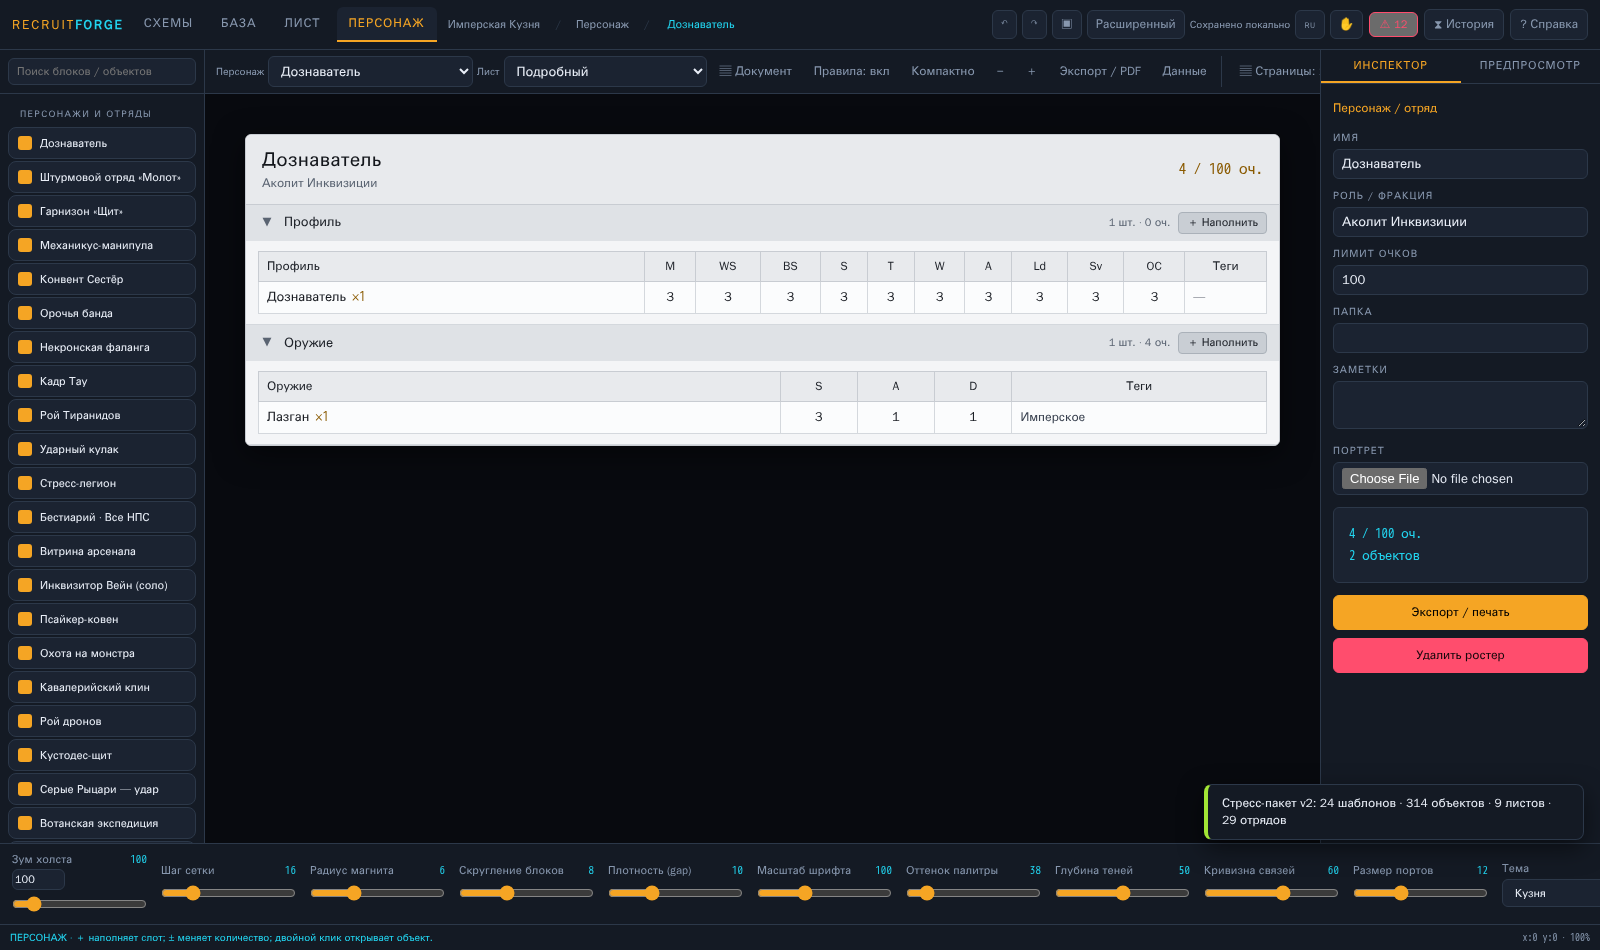 RECRUITFORGE
СХЕМЫ
БАЗА
ЛИСТ
ПЕРСОНАЖ
Имперская Кузня / Персонаж / Дознаватель
Расширенный
Сохранено локально
RU
⚠ 12
История
? Справка
Поиск блоков / объектов
Персонаж
Дознаватель
Лист
Подробный
Документ
Правила: вкл
Компактно
−
+
Экспорт / PDF
Данные
Страницы:
ИНСПЕКТОР
ПРЕДПРОСМОТР
ПЕРСОНАЖИ И ОТРЯДЫ
Дознаватель
Штурмовой отряд «Молот»
Гарнизон «Щит»
Механикус-манипула
Конвент Сестёр
Орочья банда
Некронская фаланга
Кадр Тау
Рой Тиранидов
Ударный кулак
Стресс-легион
Бестиарий · Все НПС
Витрина арсенала
Инквизитор Вейн (соло)
Псайкер-ковен
Охота на монстра
Кавалерийский клин
Рой дронов
Кустодес-щит
Серые Рыцари — удар
Вотанская экспедиция
Дознаватель
Аколит Инквизиции
4 / 100 оч.
▼ Профиль
1 шт. · 0 оч.
+ Наполнить
Профиль M WS BS S T W A Ld Sv OC Теги
Дознаватель ×1 3 3 3 3 3 3 3 3 3 3 —
▼ Оружие
1 шт. · 4 оч.
+ Наполнить
Оружие S A D Теги
Лазган ×1 3 1 1 Имперское
Персонаж / отряд
ИМЯ
Дознаватель
РОЛЬ / ФРАКЦИЯ
Аколит Инквизиции
ЛИМИТ ОЧКОВ
100
ПАПКА
ЗАМЕТКИ
ПОРТРЕТ
Choose File No file chosen
4 / 100 оч.
2 объектов
Экспорт / печать
Удалить ростер
Стресс-пакет v2: 24 шаблонов · 314 объектов · 9 листов ·
29 отрядов
Зум холста 100
100
Шаг сетки 16
Радиус магнита 6
Скругление блоков 8
Плотность (gap) 10
Масштаб шрифта 100
Оттенок палитры 38
Глубина теней 50
Кривизна связей 60
Размер портов 12
Тема
Кузня
ПЕРСОНАЖ · + наполняет слот; ± меняет количество; двойной клик открывает объект.
x:0 y:0 · 100%